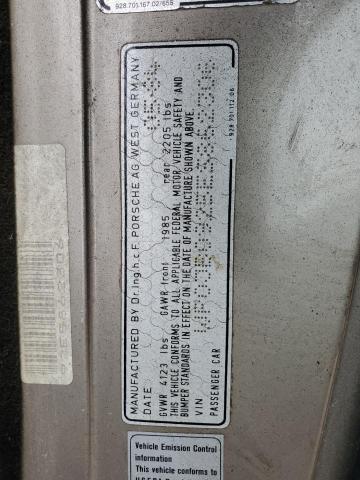 928.701.167.02/65S
MANUFACTURED BY Dr.Ing.h.c.F. PORSCHE AG WEST GERMANY
DATE
GVWR 4123 lbs GAWR front 1985 rear 2205 lbs
THIS VEHICLE CONFORMS TO ALL APPLICABLE FEDERAL MOTOR VEHICLE SAFETY AND
BUMPER STANDARDS IN EFFECT ON THE DATE OF MANUFACTURE SHOWN ABOVE.
VIN
PASSENGER CAR
928 701 112 06
Vehicle Emission Control
information
This vehicle conforms to